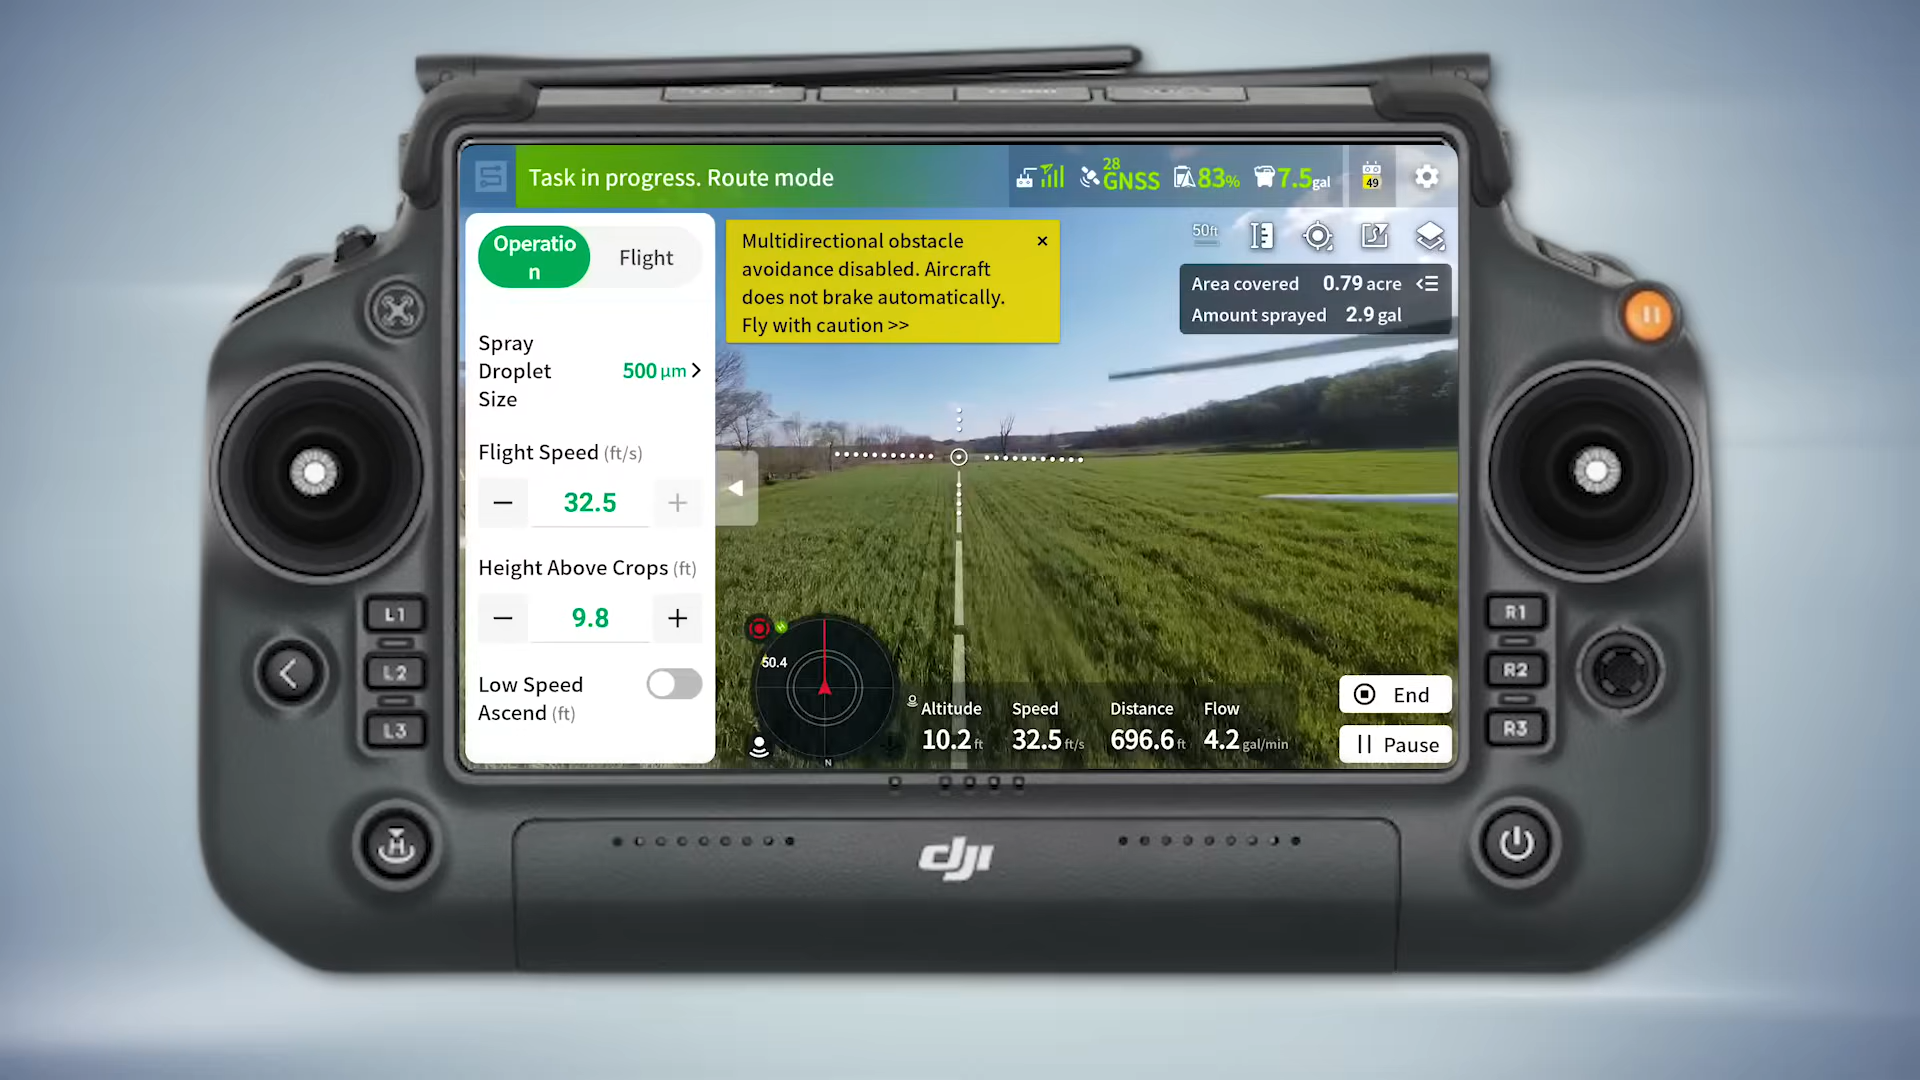 Task in progress. Route mode
28
GNSS
83%
7.5gal
49
Operatio
n
Flight
Multidirectional obstacle
avoidance disabled. Aircraft
does not brake automatically.
Fly with caution >>
50ft
Area covered 0.79 acre
Amount sprayed 2.9 gal
Spray
Droplet
Size
500 μm
Flight Speed (ft/s)
32.5
Height Above Crops (ft)
9.8
Low Speed
Ascend (ft)
50.4
N
Altitude
10.2 ft
Speed
32.5 ft/s
Distance
696.6 ft
Flow
4.2 gal/min
End
Pause
L1
L2
L3
R1
R2
R3
H
dji